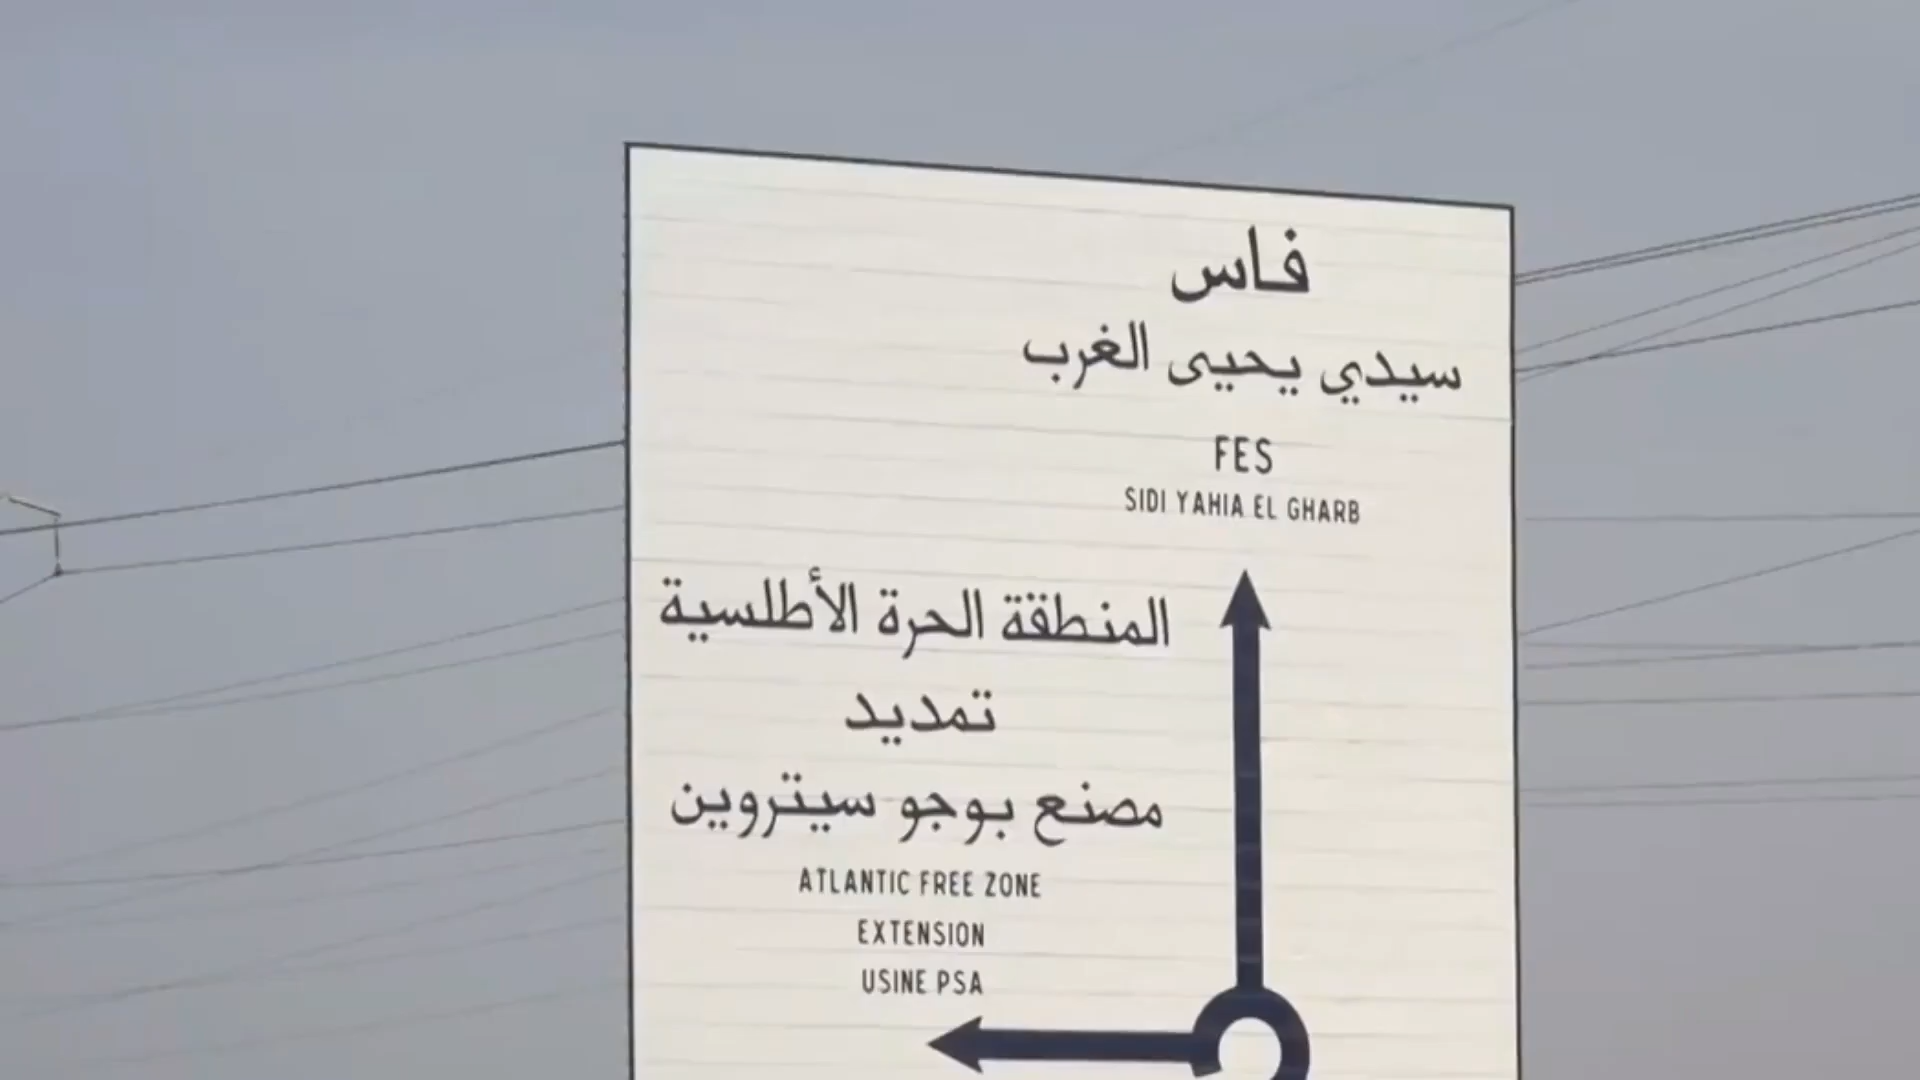 فاس
سيدي يحيى الغرب
FES
SIDI YAHIA EL GHARB
المنطقة الحرة الأطلسية
تمديد
مصنع بوجو سيتروين
ATLANTIC FREE ZONE
EXTENSION
USINE PSA